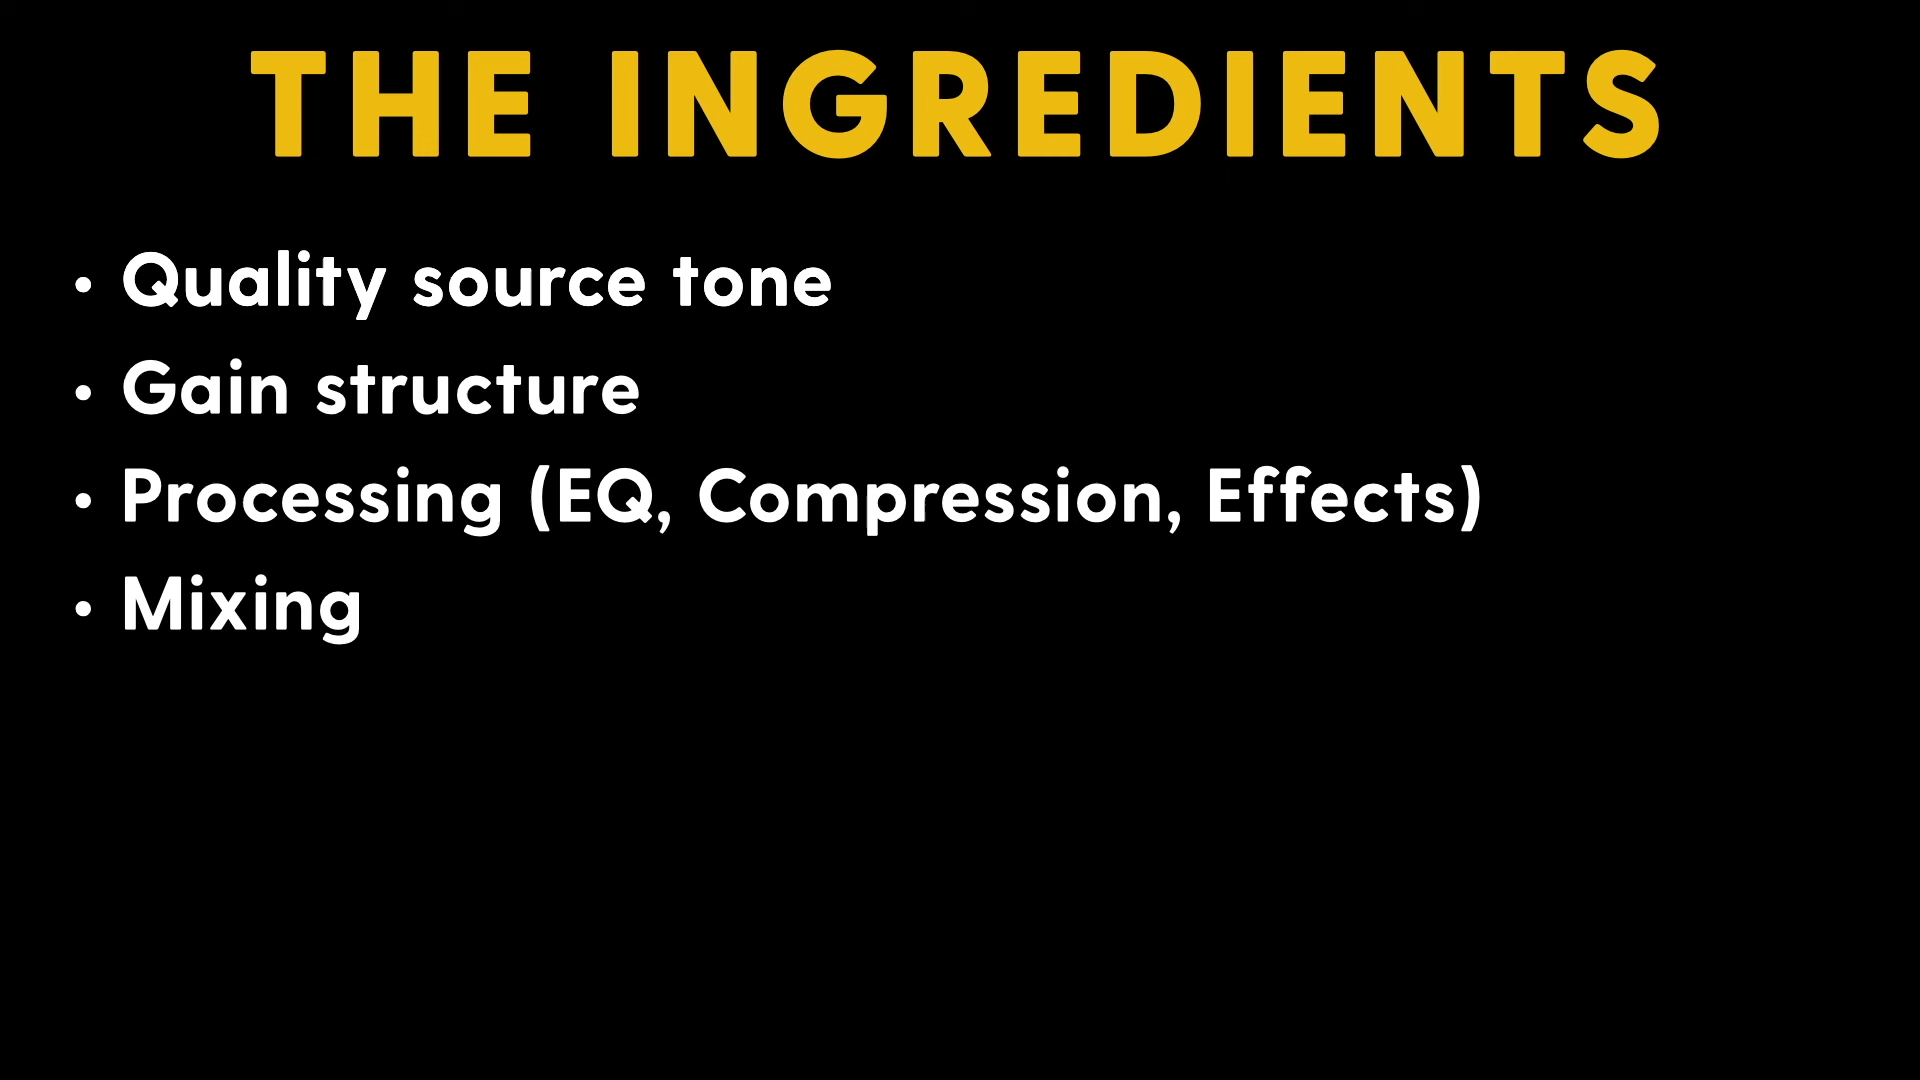 THE INGREDIENTS
• Quality source tone
• Gain structure
• Processing (EQ, Compression, Effects)
• Mixing